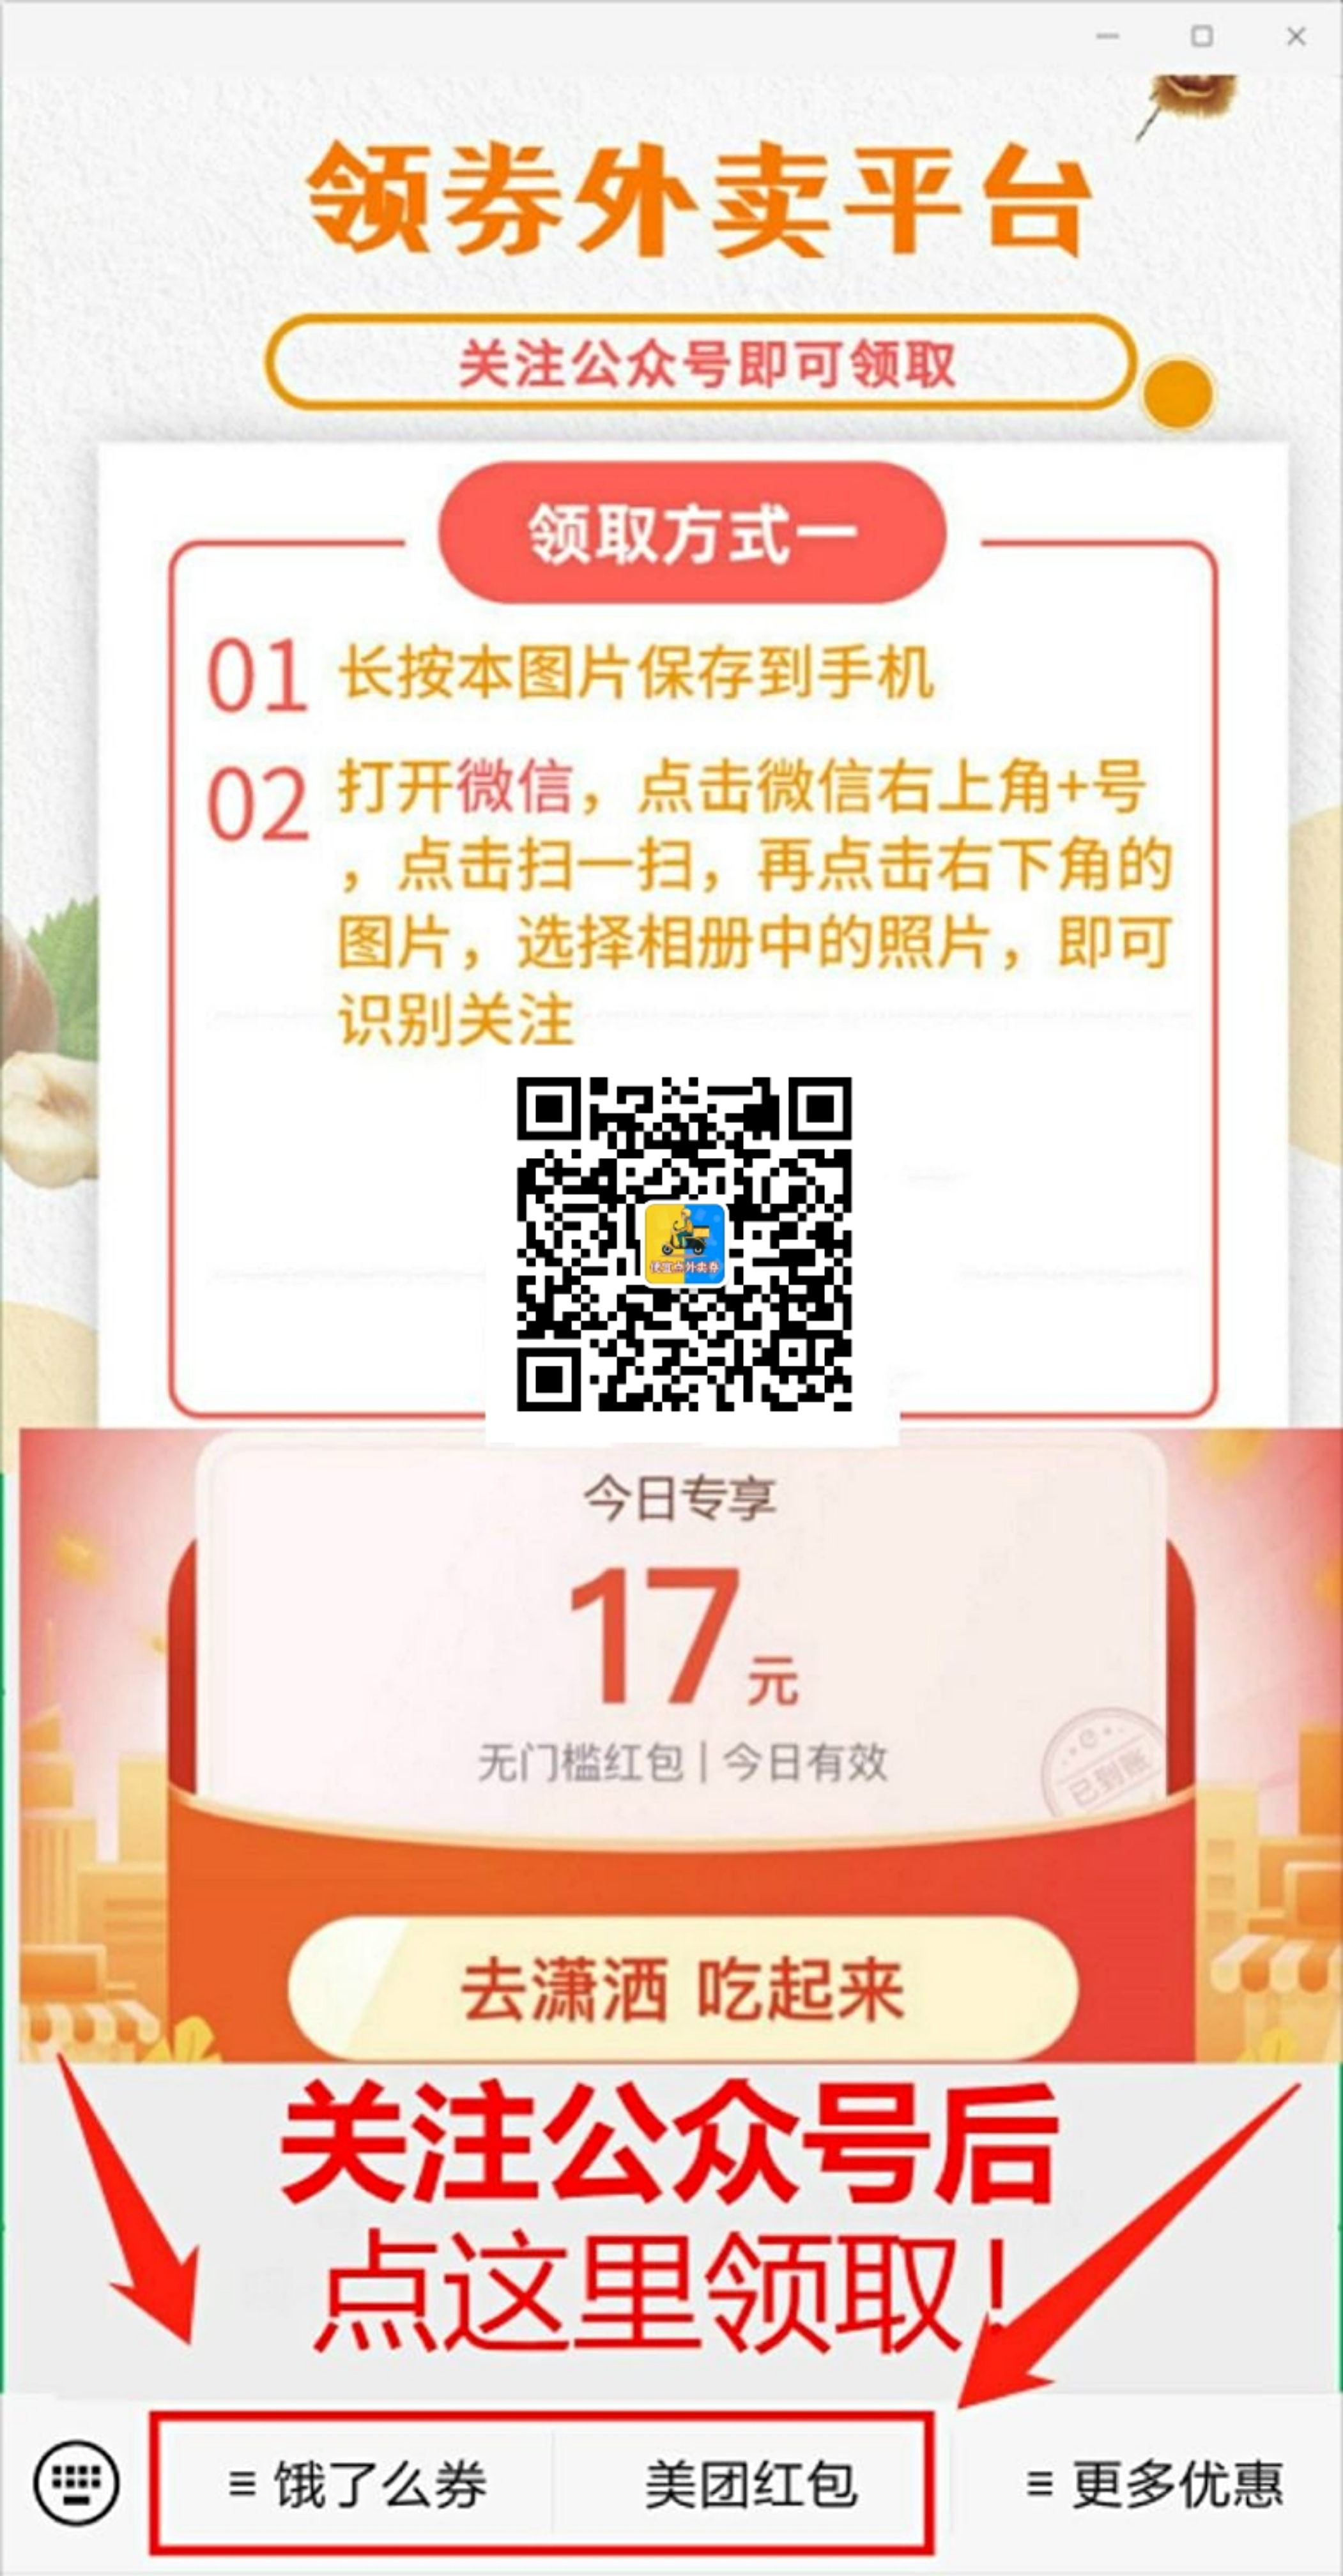 领券外卖平台
关注公众号即可领取
领取方式一
01 长按本图片保存到手机
02 打开微信，点击微信右上角+号
，点击扫一扫，再点击右下角的
图片，选择相册中的照片，即可
识别关注
便宜点外卖券
今日专享
17元
无门槛红包 | 今日有效
已到账
去潇洒 吃起来
关注公众号后
点这里领取！
饿了么券 美团红包 更多优惠